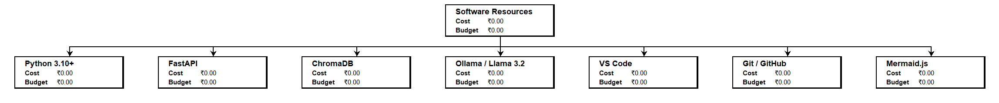 Software Resources
Cost ₹0.00
Budget ₹0.00
Python 3.10+
Cost ₹0.00
Budget ₹0.00
FastAPI
Cost ₹0.00
Budget ₹0.00
ChromaDB
Cost ₹0.00
Budget ₹0.00
Ollama / Llama 3.2
Cost ₹0.00
Budget ₹0.00
VS Code
Cost ₹0.00
Budget ₹0.00
Git / GitHub
Cost ₹0.00
Budget ₹0.00
Mermaid.js
Cost ₹0.00
Budget ₹0.00